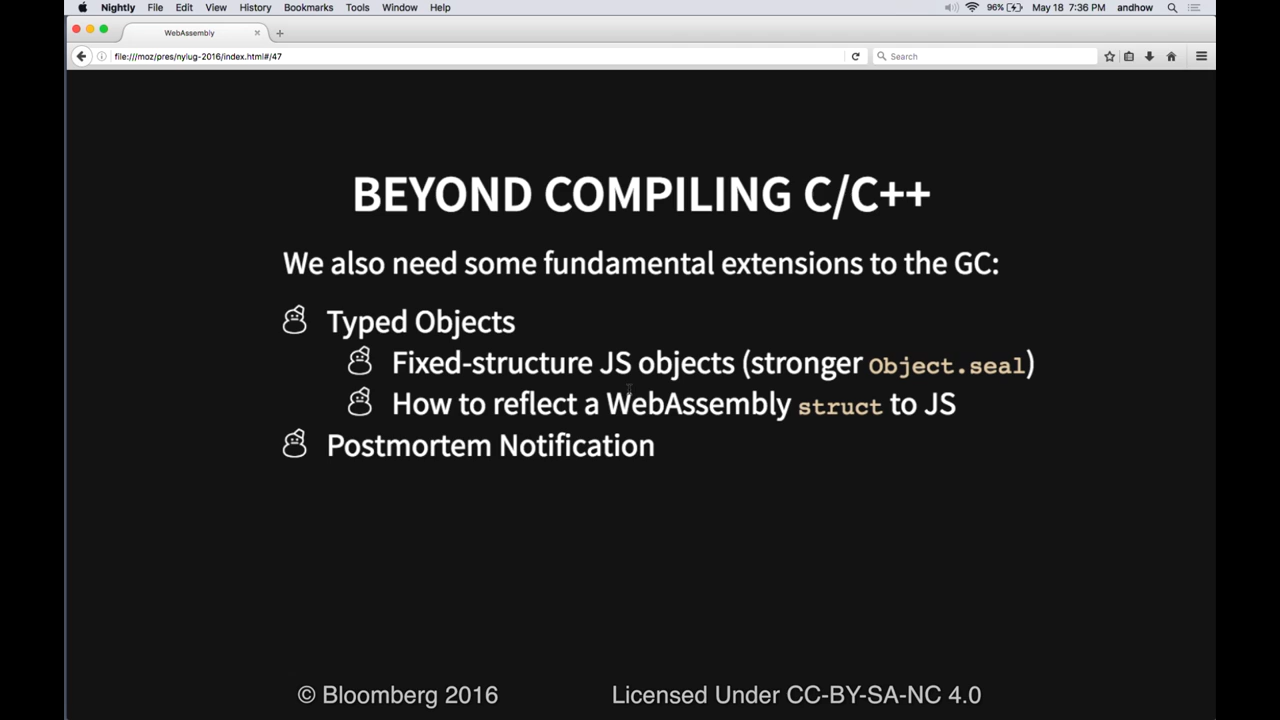 Nightly File Edit View History Bookmarks Tools Window Help 96% May 18 7:36 PM andhow
WebAssembly
file:///moz/pres/nylug-2016/index.html#/47 Search
BEYOND COMPILING C/C++
We also need some fundamental extensions to the GC:
Typed Objects
Fixed-structure JS objects (stronger Object.seal)
How to reflect a WebAssembly struct to JS
Postmortem Notification
© Bloomberg 2016 Licensed Under CC-BY-SA-NC 4.0